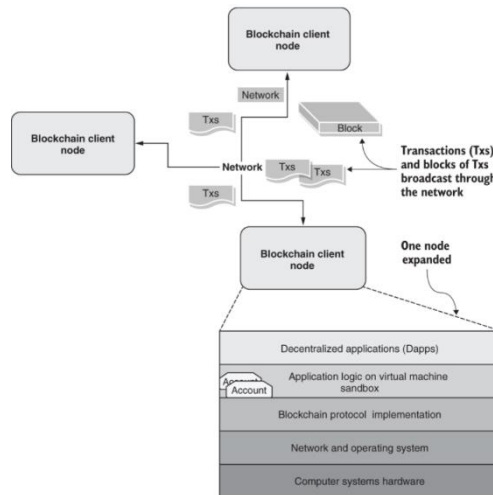 Blockchain client
node
Network
Txs
Block
Blockchain client
node
Network
Txs
Txs
Transactions (Txs)
and blocks of Txs
broadcast through
the network
Txs
Blockchain client
node
One node
expanded
Decentralized applications (Dapps)
Application logic on virtual machine
sandbox
Account
Account
Blockchain protocol implementation
Network and operating system
Computer systems hardware